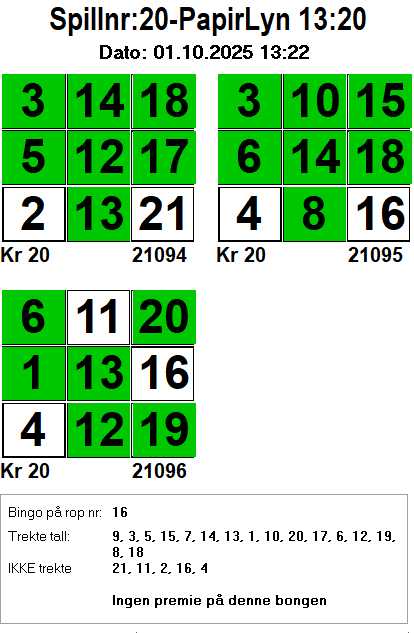 Spillnr:20-PapirLyn 13:20
Dato: 01.10.2025 13:22
3 14 18
5 12 17
2 13 21
Kr 20 21094
3 10 15
6 14 18
4 8 16
Kr 20 21095
6 11 20
1 13 16
4 12 19
Kr 20 21096
Bingo på rop nr: 16
Trekte tall: 9, 3, 5, 15, 7, 14, 13, 1, 10, 20, 17, 6, 12, 19,
8, 18
IKKE trekte 21, 11, 2, 16, 4
Ingen premie på denne bongen